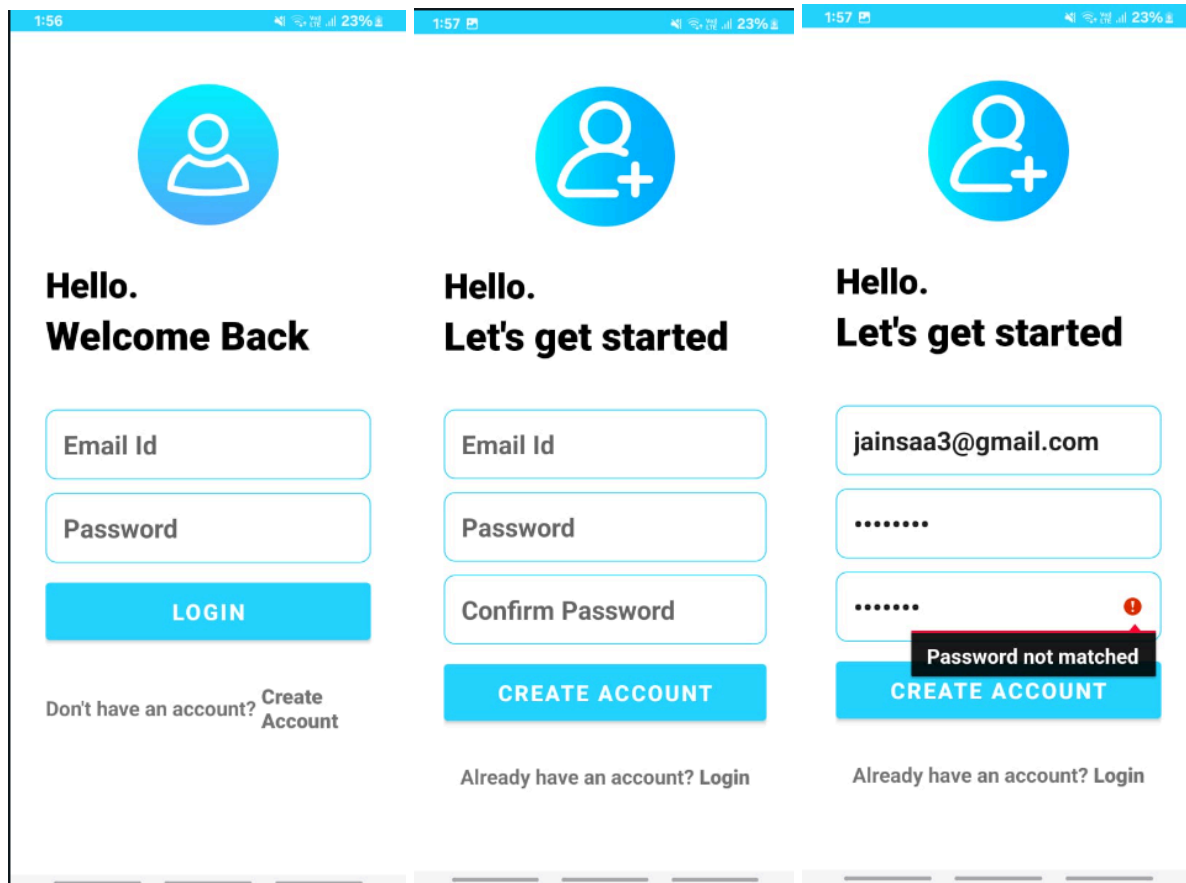 1:56
23%
Hello.
Welcome Back
Email Id
Password
LOGIN
Don't have an account? Create
Account
1:57
23%
Hello.
Let's get started
Email Id
Password
Confirm Password
CREATE ACCOUNT
Already have an account? Login
1:57
23%
Hello.
Let's get started
jainsaa3@gmail.com
••••••••
•••••••
Password not matched
CREATE ACCOUNT
Already have an account? Login